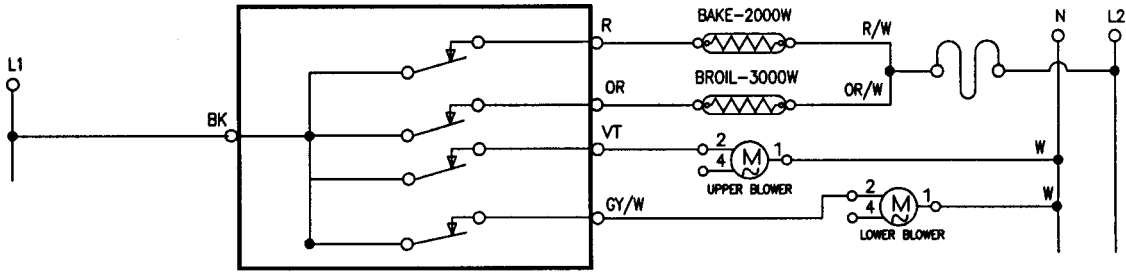 BAKE-2000W
R
R/W
N
L2
L1
BROIL-3000W
OR
OR/W
BK
VT
2
1
W
4
M
UPPER BLOWER
GY/W
2
1
W
4
M
LOWER BLOWER